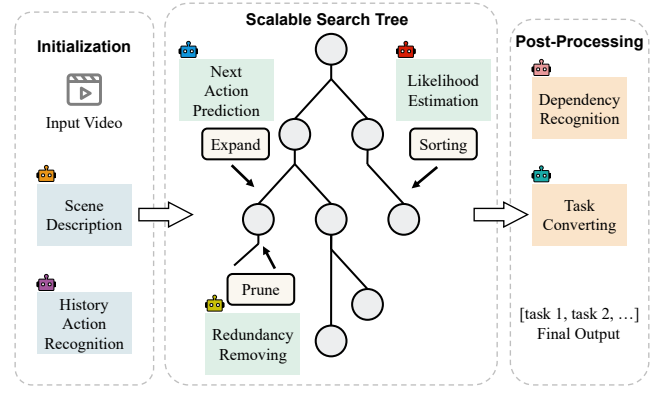 Initialization
Input Video
Scene
Description
History
Action
Recognition
Scalable Search Tree
Next
Action
Prediction
Likelihood
Estimation
Expand
Sorting
Prune
Redundancy
Removing
Post-Processing
Dependency
Recognition
Task
Converting
[task 1, task 2, …]
Final Output